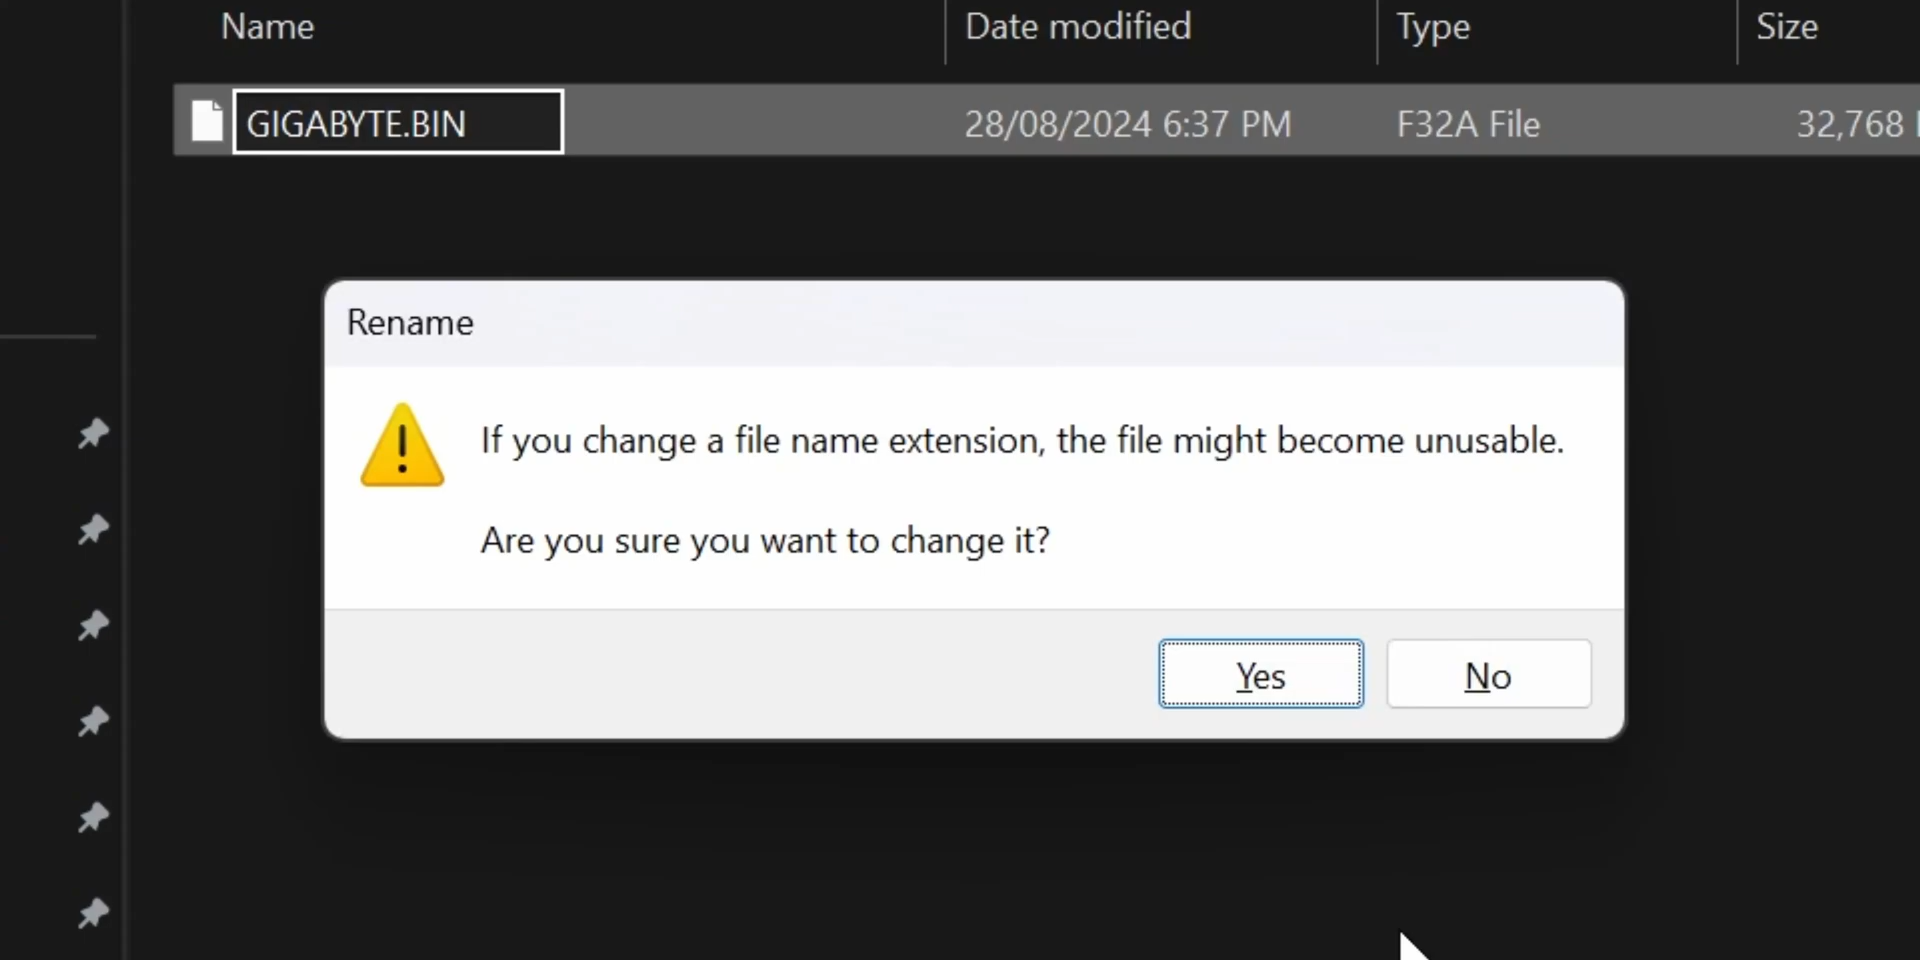 Name Date modified Type Size
GIGABYTE.BIN 28/08/2024 6:37 PM F32A File 32,768
Rename
If you change a file name extension, the file might become unusable.
Are you sure you want to change it?
Yes No